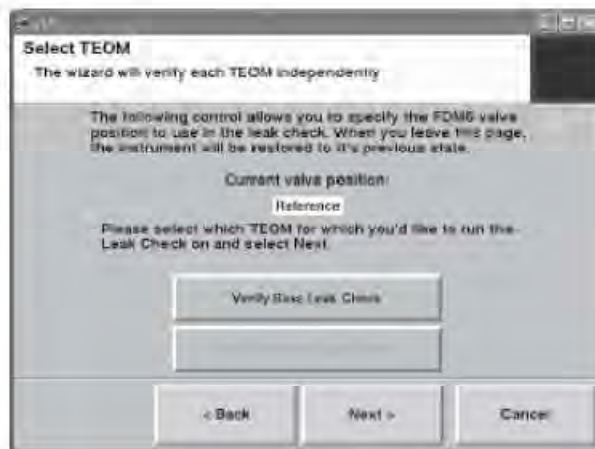 Select TEOM
The wizard will verify each TEOM independently
The following control allows you to specify the FDMS valve
position to use in the leak check. When you leave this page,
the instrument will be restored to it's previous state.
Current valve position:
Reference
Please select which TEOM for which you'd like to run the
Leak Check on and select Next.
Verify Base Leak Check
< Back
Next >
Cancel